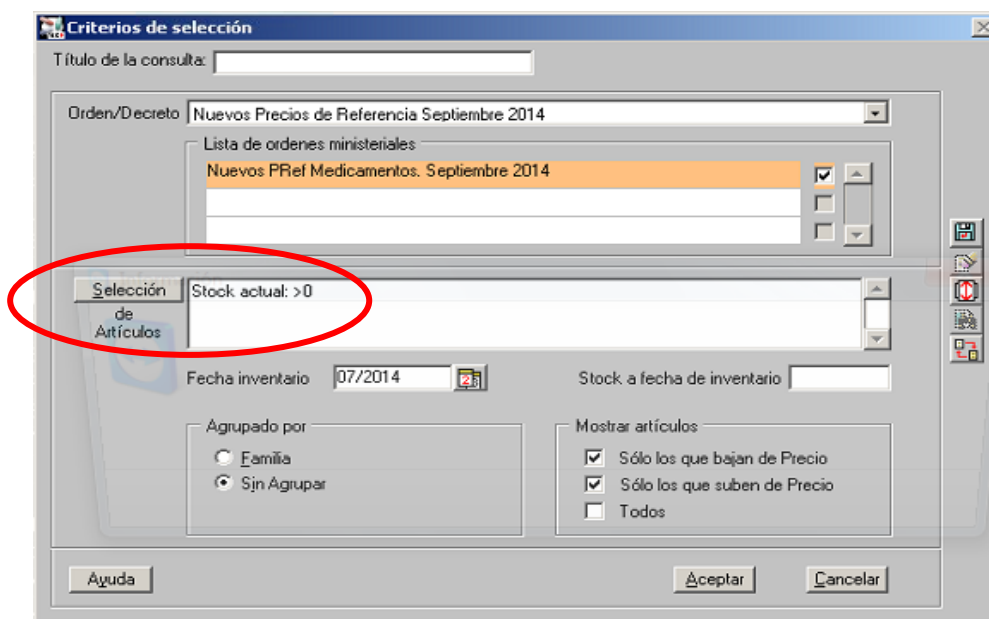 Criterios de selección
Título de la consulta:
Orden/Decreto Nuevos Precios de Referencia Septiembre 2014
Lista de ordenes ministeriales
Nuevos PRef Medicamentos. Septiembre 2014
Selección Stock actual: >0
de
Artículos
Fecha inventario 07/2014 Stock a fecha de inventario
Agrupado por Mostrar artículos
Familia Sólo los que bajan de Precio
Sin Agrupar Sólo los que suben de Precio
Todos
Ayuda Aceptar Cancelar